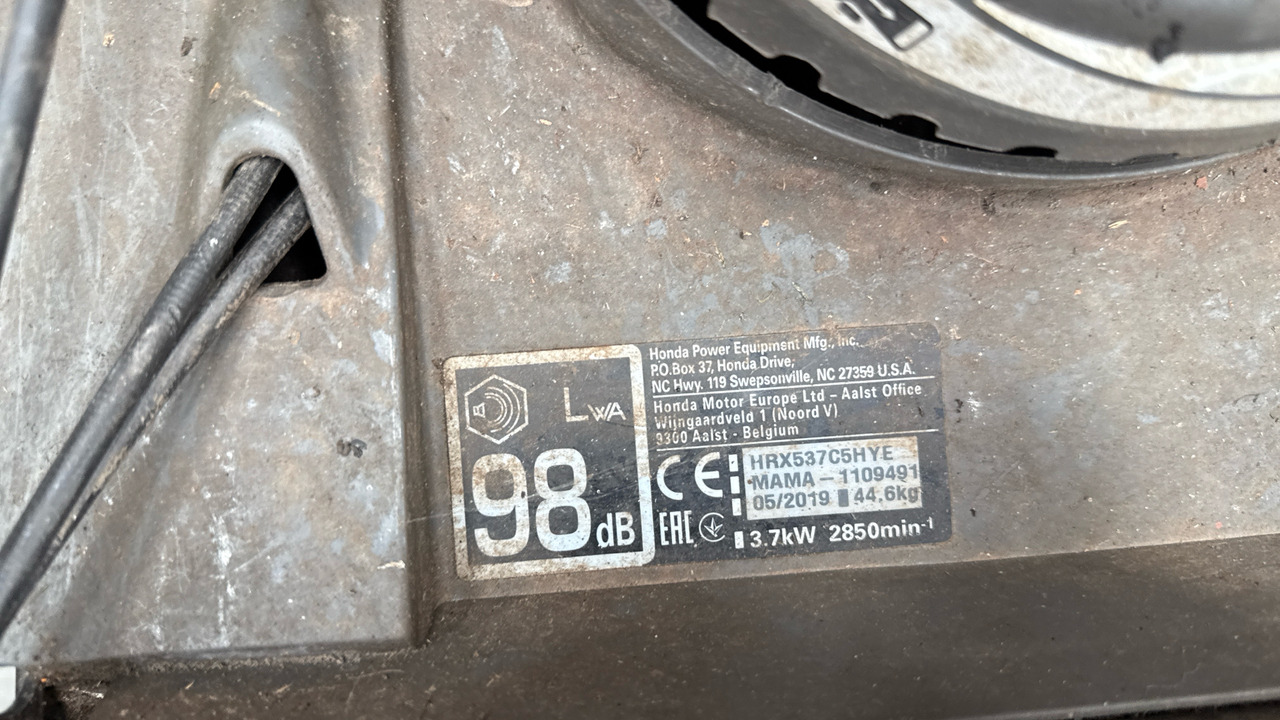 Honda Power Equipment Mfg., Inc.
P.O.Box 37, Honda Drive,
NC Hwy. 119 Swepsonville, NC 27359 U.S.A.
Honda Motor Europe Ltd – Aalst Office
Wijngaardveld 1 (Noord V)
9300 Aalst - Belgium
LWA
98 dB
CE
HRX537C5HYE
MAMA – 1109491
05/2019 44.6kg
EAC
3.7kW 2850min-1